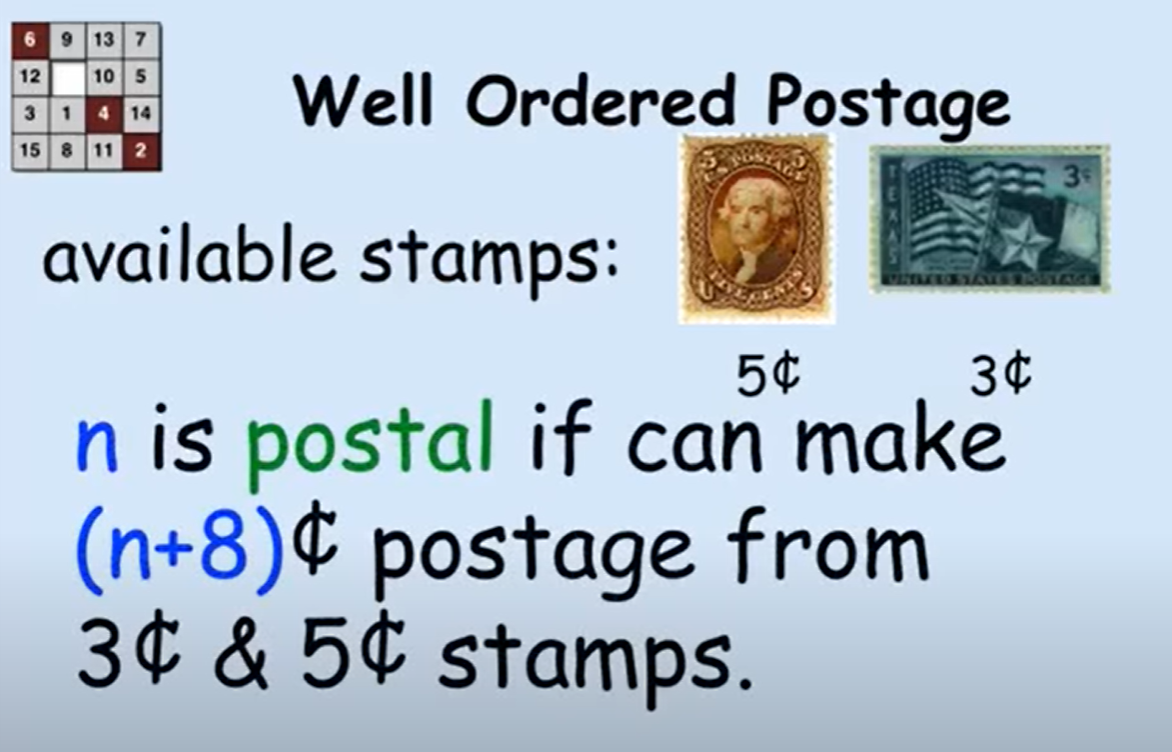 6 9 13 7
12 10 5
3 1 4 14
15 8 11 2
Well Ordered Postage
available stamps:
5 POSTAGE 5
U FIVE CENTS S
3¢
TEXAS
UNITED STATES POSTAGE
5¢ 3¢
n is postal if can make
(n+8)¢ postage from
3¢ & 5¢ stamps.